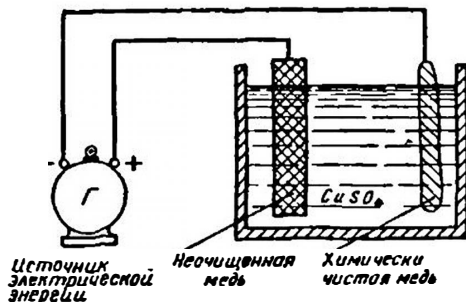 - +
Г
CuSO₄
Источник
электрической
энергии
Неочищенная
медь
Химически
чистая медь